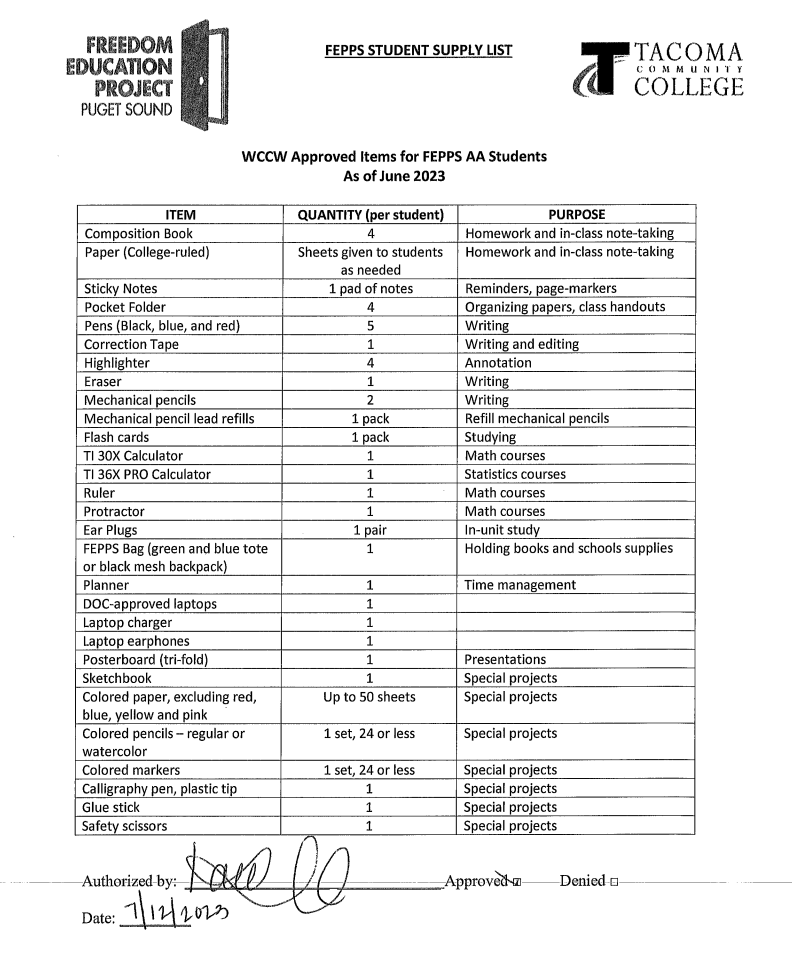 FREEDOM
EDUCATION
PROJECT
PUGET SOUND
FEPPS STUDENT SUPPLY LIST
TACOMA
COMMUNITY
COLLEGE
WCCW Approved Items for FEPPS AA Students
As of June 2023
ITEM QUANTITY (per student) PURPOSE
Composition Book 4 Homework and in-class note-taking
Paper (College-ruled) Sheets given to students Homework and in-class note-taking
as needed
Sticky Notes 1 pad of notes Reminders, page-markers
Pocket Folder 4 Organizing papers, class handouts
Pens (Black, blue, and red) 5 Writing
Correction Tape 1 Writing and editing
Highlighter 4 Annotation
Eraser 1 Writing
Mechanical pencils 2 Writing
Mechanical pencil lead refills 1 pack Refill mechanical pencils
Flash cards 1 pack Studying
TI 30X Calculator 1 Math courses
TI 36X PRO Calculator 1 Statistics courses
Ruler 1 Math courses
Protractor 1 Math courses
Ear Plugs 1 pair In-unit study
FEPPS Bag (green and blue tote 1 Holding books and schools supplies
or black mesh backpack)
Planner 1 Time management
DOC-approved laptops 1
Laptop charger 1
Laptop earphones 1
Posterboard (tri-fold) 1 Presentations
Sketchbook 1 Special projects
Colored paper, excluding red, Up to 50 sheets Special projects
blue, yellow and pink
Colored pencils – regular or 1 set, 24 or less Special projects
watercolor
Colored markers 1 set, 24 or less Special projects
Calligraphy pen, plastic tip 1 Special projects
Glue stick 1 Special projects
Safety scissors 1 Special projects
Authorized by: Approved ☑ Denied ☐
Date: 7/12/2023